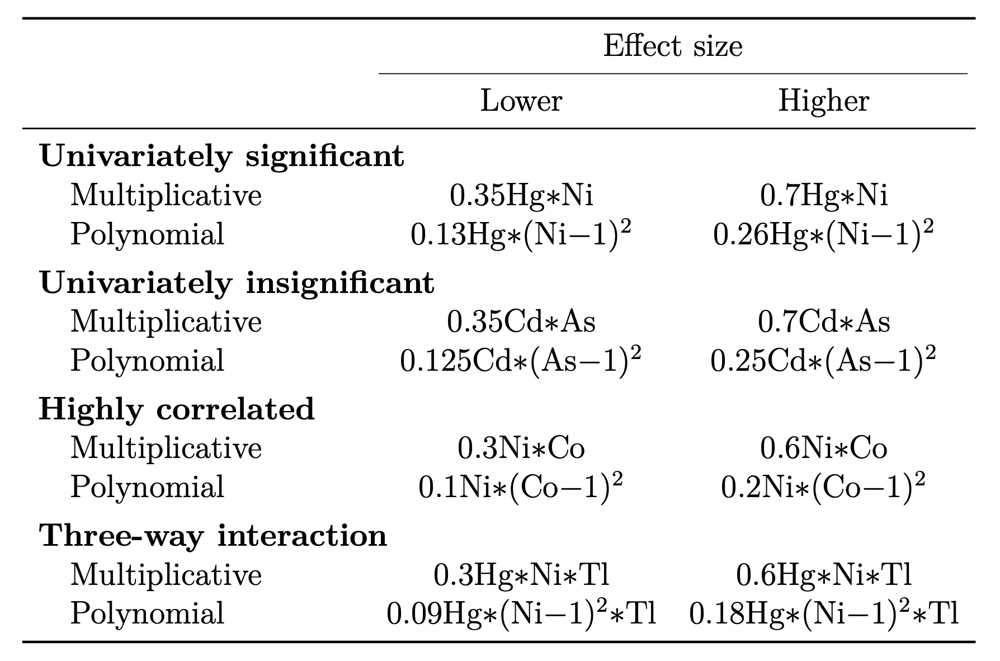 Effect size
Lower Higher
Univariately significant
Multiplicative 0.35Hg∗Ni 0.7Hg∗Ni
Polynomial 0.13Hg∗(Ni−1)² 0.26Hg∗(Ni−1)²
Univariately insignificant
Multiplicative 0.35Cd∗As 0.7Cd∗As
Polynomial 0.125Cd∗(As−1)² 0.25Cd∗(As−1)²
Highly correlated
Multiplicative 0.3Ni∗Co 0.6Ni∗Co
Polynomial 0.1Ni∗(Co−1)² 0.2Ni∗(Co−1)²
Three-way interaction
Multiplicative 0.3Hg∗Ni∗Tl 0.6Hg∗Ni∗Tl
Polynomial 0.09Hg∗(Ni−1)²∗Tl 0.18Hg∗(Ni−1)²∗Tl